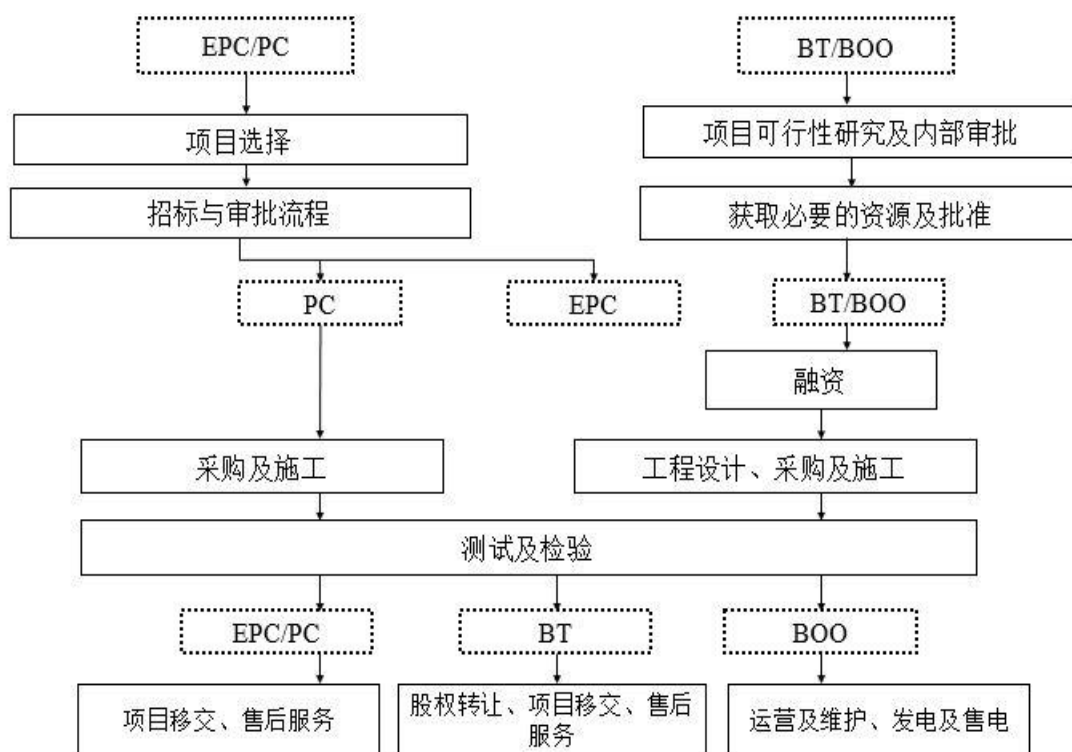 EPC/PC
BT/BOO
项目选择
项目可行性研究及内部审批
招标与审批流程
获取必要的资源及批准
PC
EPC
BT/BOO
融资
采购及施工
工程设计、采购及施工
测试及检验
EPC/PC
BT
BOO
项目移交、售后服务
股权转让、项目移交、售后
服务
运营及维护、发电及售电